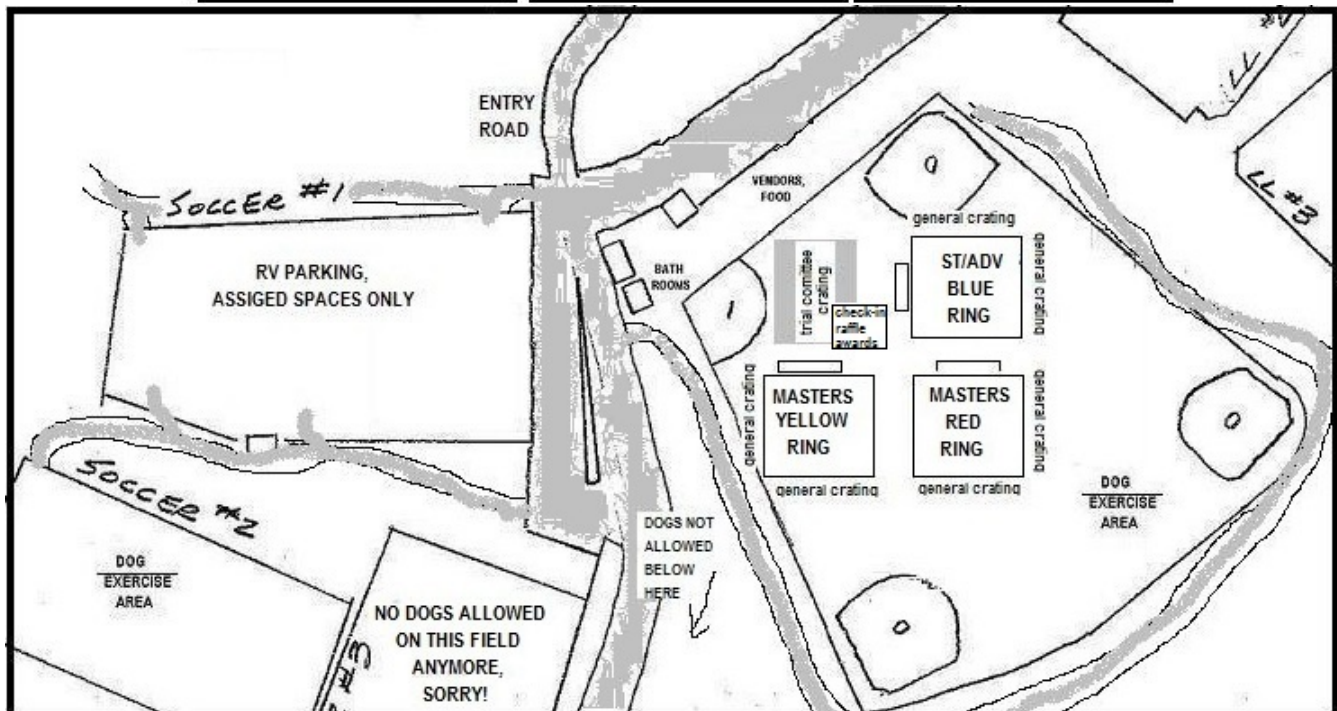 ENTRY
ROAD
SOCCER #1
RV PARKING,
ASSIGED SPACES ONLY
VENDORS,
FOOD
BATH
ROOMS
general crating
general crating
ST/ADV
BLUE
RING
trial comittee
crating
check-in
raffle
awards
LL #3
general crating
MASTERS
YELLOW
RING
general crating
MASTERS
RED
RING
general crating
general crating
DOG
EXERCISE
AREA
SOCCER #2
DOG
EXERCISE
AREA
DOGS NOT
ALLOWED
BELOW
HERE
NO DOGS ALLOWED
ON THIS FIELD
ANYMORE,
SORRY!
#3